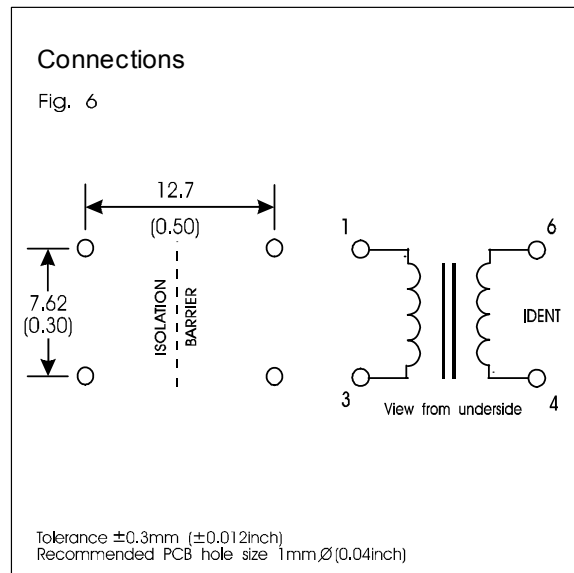 Connections
Fig. 6
12.7
(0.50)
7.62
(0.30)
ISOLATION
BARRIER
1
6
IDENT
3
4
View from underside
Tolerance ±0.3mm (±0.012inch)
Recommended PCB hole size 1mmØ(0.04inch)